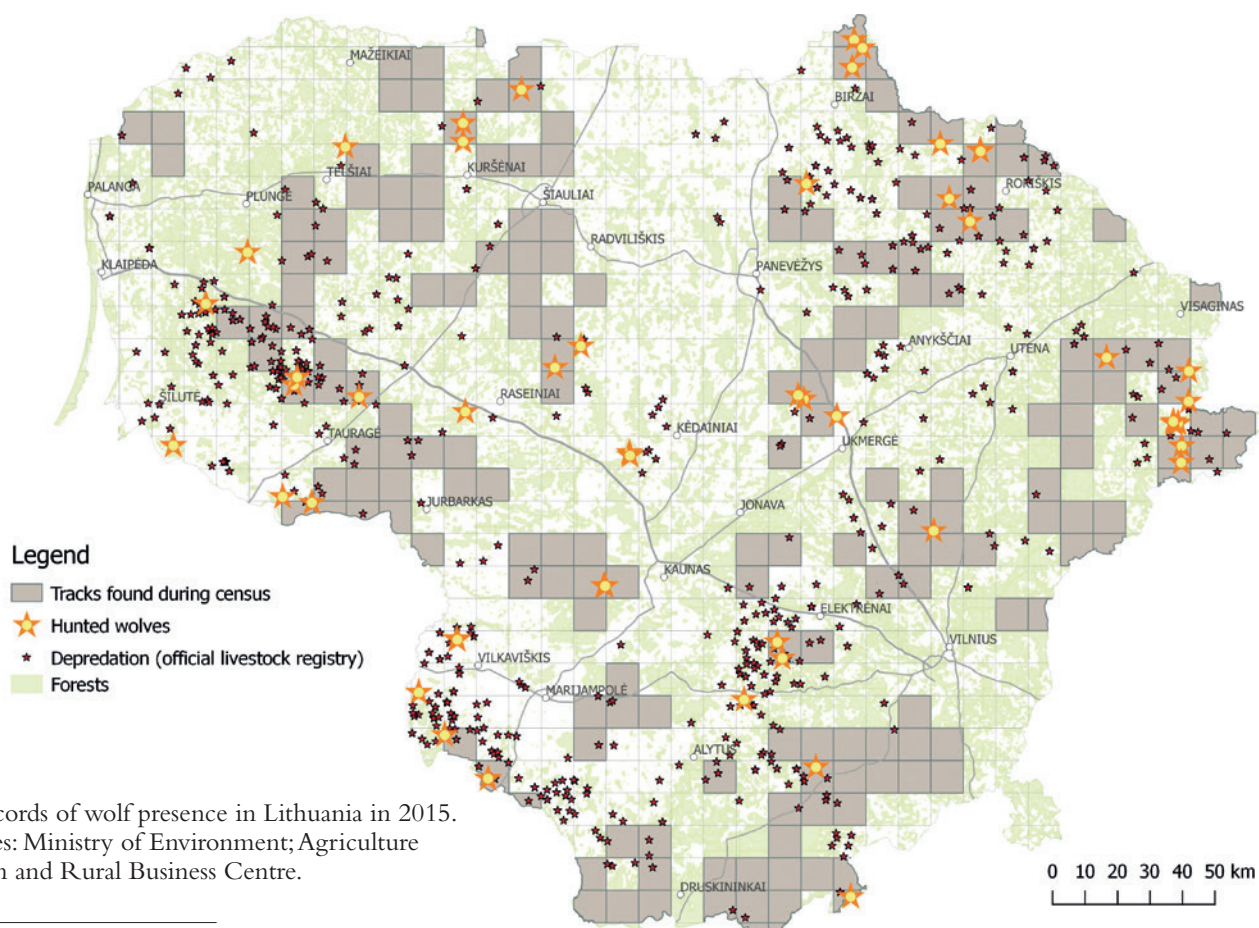 MAŽEIKIAI
BIRŽAI
PALANGA
PLUNGĖ
TELŠIAI
KURŠĖNAI
ŠIAULIAI
ROKIŠKIS
RADVILIŠKIS
KLAIPĖDA
PANEVĖŽYS
VISAGINAS
ANYKŠČIAI
UTENA
ŠILUTĖ
RASEINIAI
TAURAGĖ
KĖDAINIAI
UKMERGĖ
JURBARKAS
JONAVA
Legend
Tracks found during census
Hunted wolves
Depredation (official livestock registry)
Forests
KAUNAS
ELEKTRĖNAI
VILNIUS
VILKAVIŠKIS
MARIJAMPOLĖ
ALYTUS
DRUSKININKAI
cords of wolf presence in Lithuania in 2015.
es: Ministry of Environment; Agriculture
n and Rural Business Centre.
0 10 20 30 40 50 km